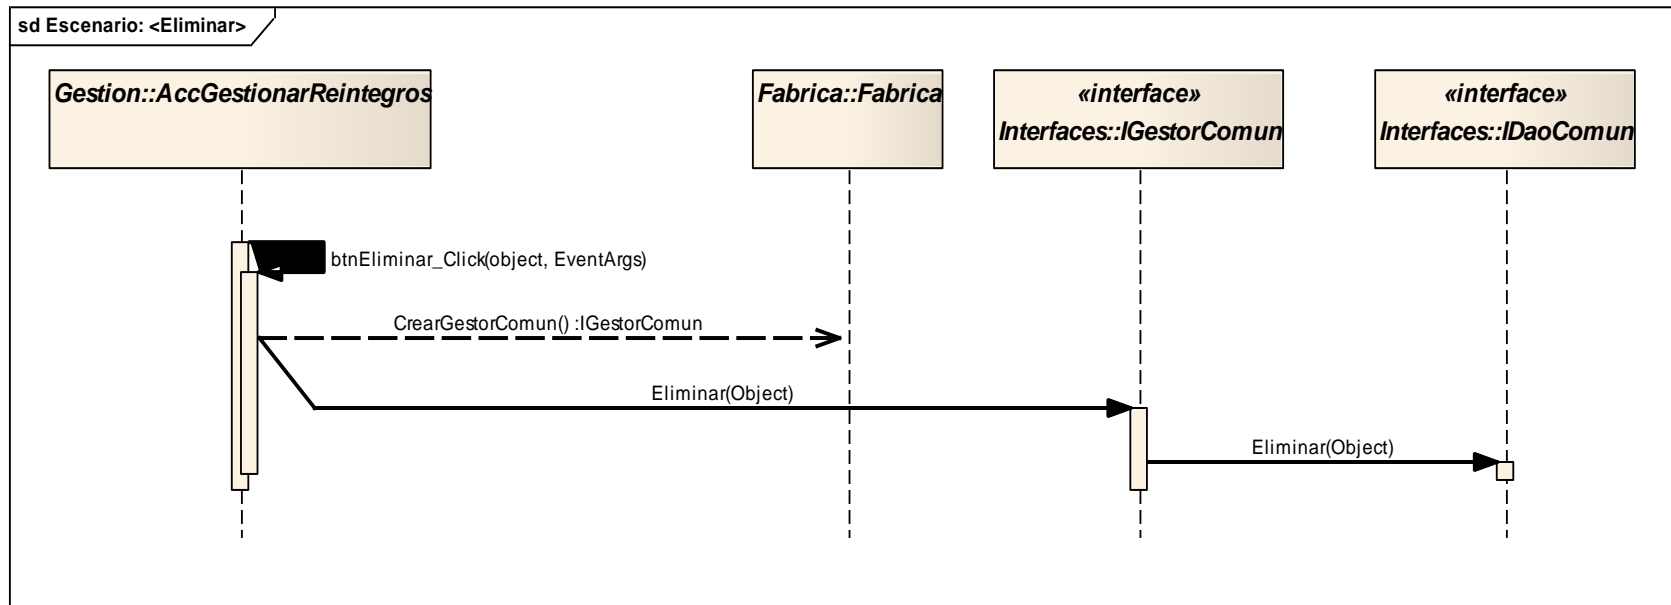 sd Escenario: <Eliminar>
Gestion::AccGestionarReintegros
Fabrica::Fabrica
«interface»
Interfaces::IGestorComun
«interface»
Interfaces::IDaoComun
btnEliminar_Click(object, EventArgs)
CrearGestorComun() :IGestorComun
Eliminar(Object)
Eliminar(Object)